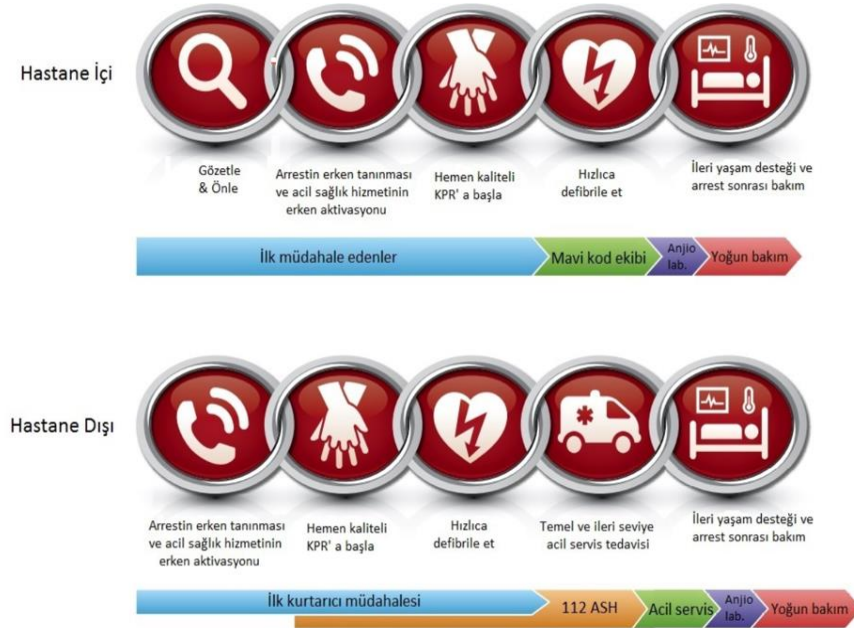 Hastane İçi
Gözetle
& Önle
Arrestin erken tanınması
ve acil sağlık hizmetinin
erken aktivasyonu
Hemen kaliteli
KPR' a başla
Hızlıca
defibrile et
İleri yaşam desteği ve
arrest sonrası bakım
İlk müdahale edenler
Mavi kod ekibi
Anjio
lab.
Yoğun bakım
Hastane Dışı
Arrestin erken tanınması
ve acil sağlık hizmetinin
erken aktivasyonu
Hemen kaliteli
KPR' a başla
Hızlıca
defibrile et
Temel ve ileri seviye
acil servis tedavisi
İleri yaşam desteği ve
arrest sonrası bakım
İlk kurtarıcı müdahalesi
112 ASH
Acil servis
Anjio
lab.
Yoğun bakım